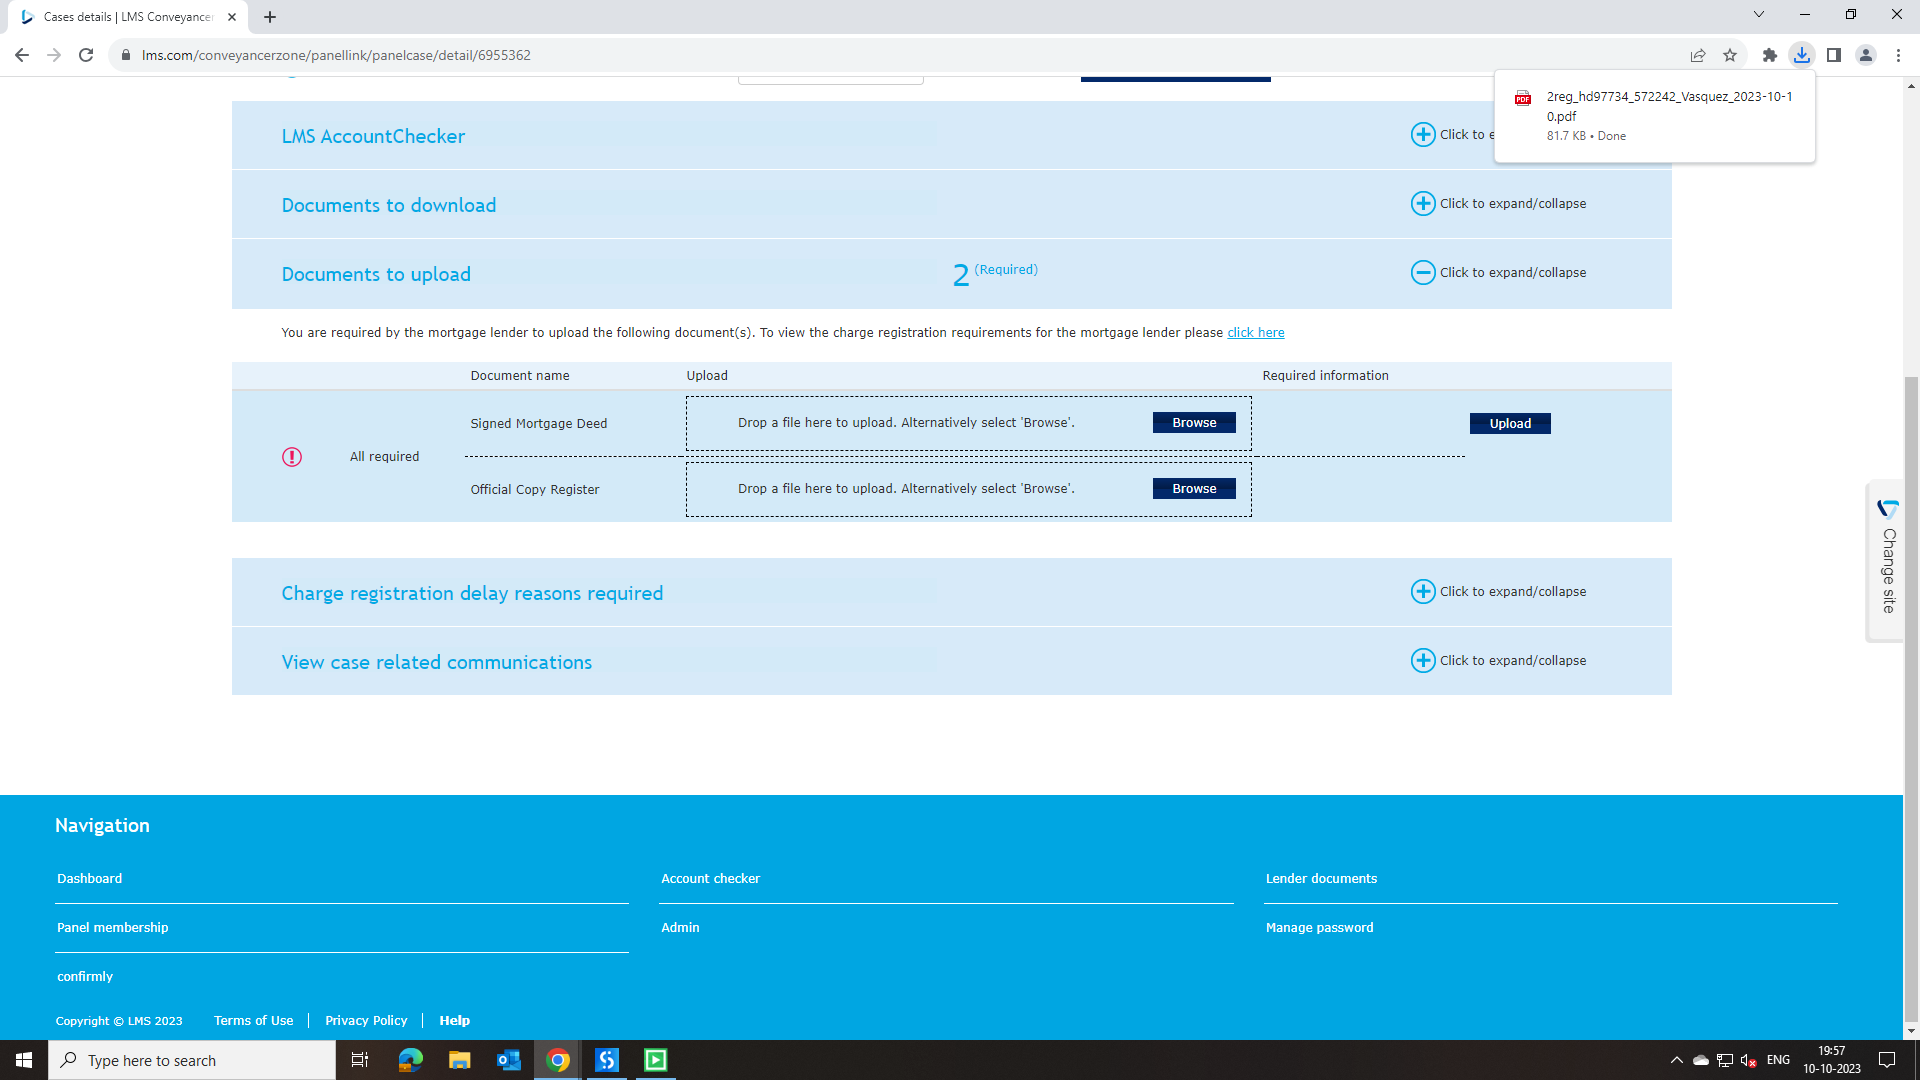 Cases details | LMS Conveyancer
lms.com/conveyancerzone/panellink/panelcase/detail/6955362
2reg_hd97734_572242_Vasquez_2023-10-1
0.pdf
81.7 KB • Done
LMS AccountChecker
Click to e
Documents to download
Click to expand/collapse
Documents to upload
2 (Required)
Click to expand/collapse
You are required by the mortgage lender to upload the following document(s). To view the charge registration requirements for the mortgage lender please click here
Document name Upload Required information
Signed Mortgage Deed Drop a file here to upload. Alternatively select 'Browse'. Browse Upload
All required
Official Copy Register Drop a file here to upload. Alternatively select 'Browse'. Browse
Change site
Charge registration delay reasons required
Click to expand/collapse
View case related communications
Click to expand/collapse
Navigation
Dashboard Account checker Lender documents
Panel membership Admin Manage password
confirmly
Copyright © LMS 2023 Terms of Use | Privacy Policy | Help
Type here to search
ENG
19:57
10-10-2023